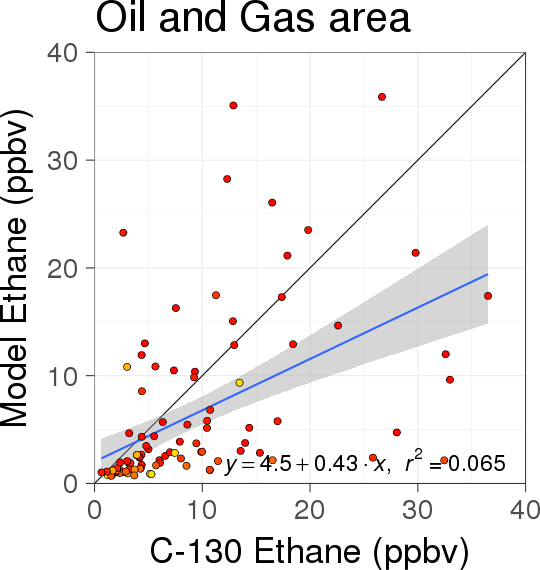 Oil and Gas area
Model Ethane (ppbv)
40
30
20
10
0
y = 4.5 + 0.43 · x,  r² = 0.065
0 10 20 30 40
C-130 Ethane (ppbv)